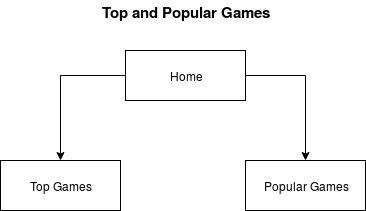 Top and Popular Games
Home
Top Games
Popular Games